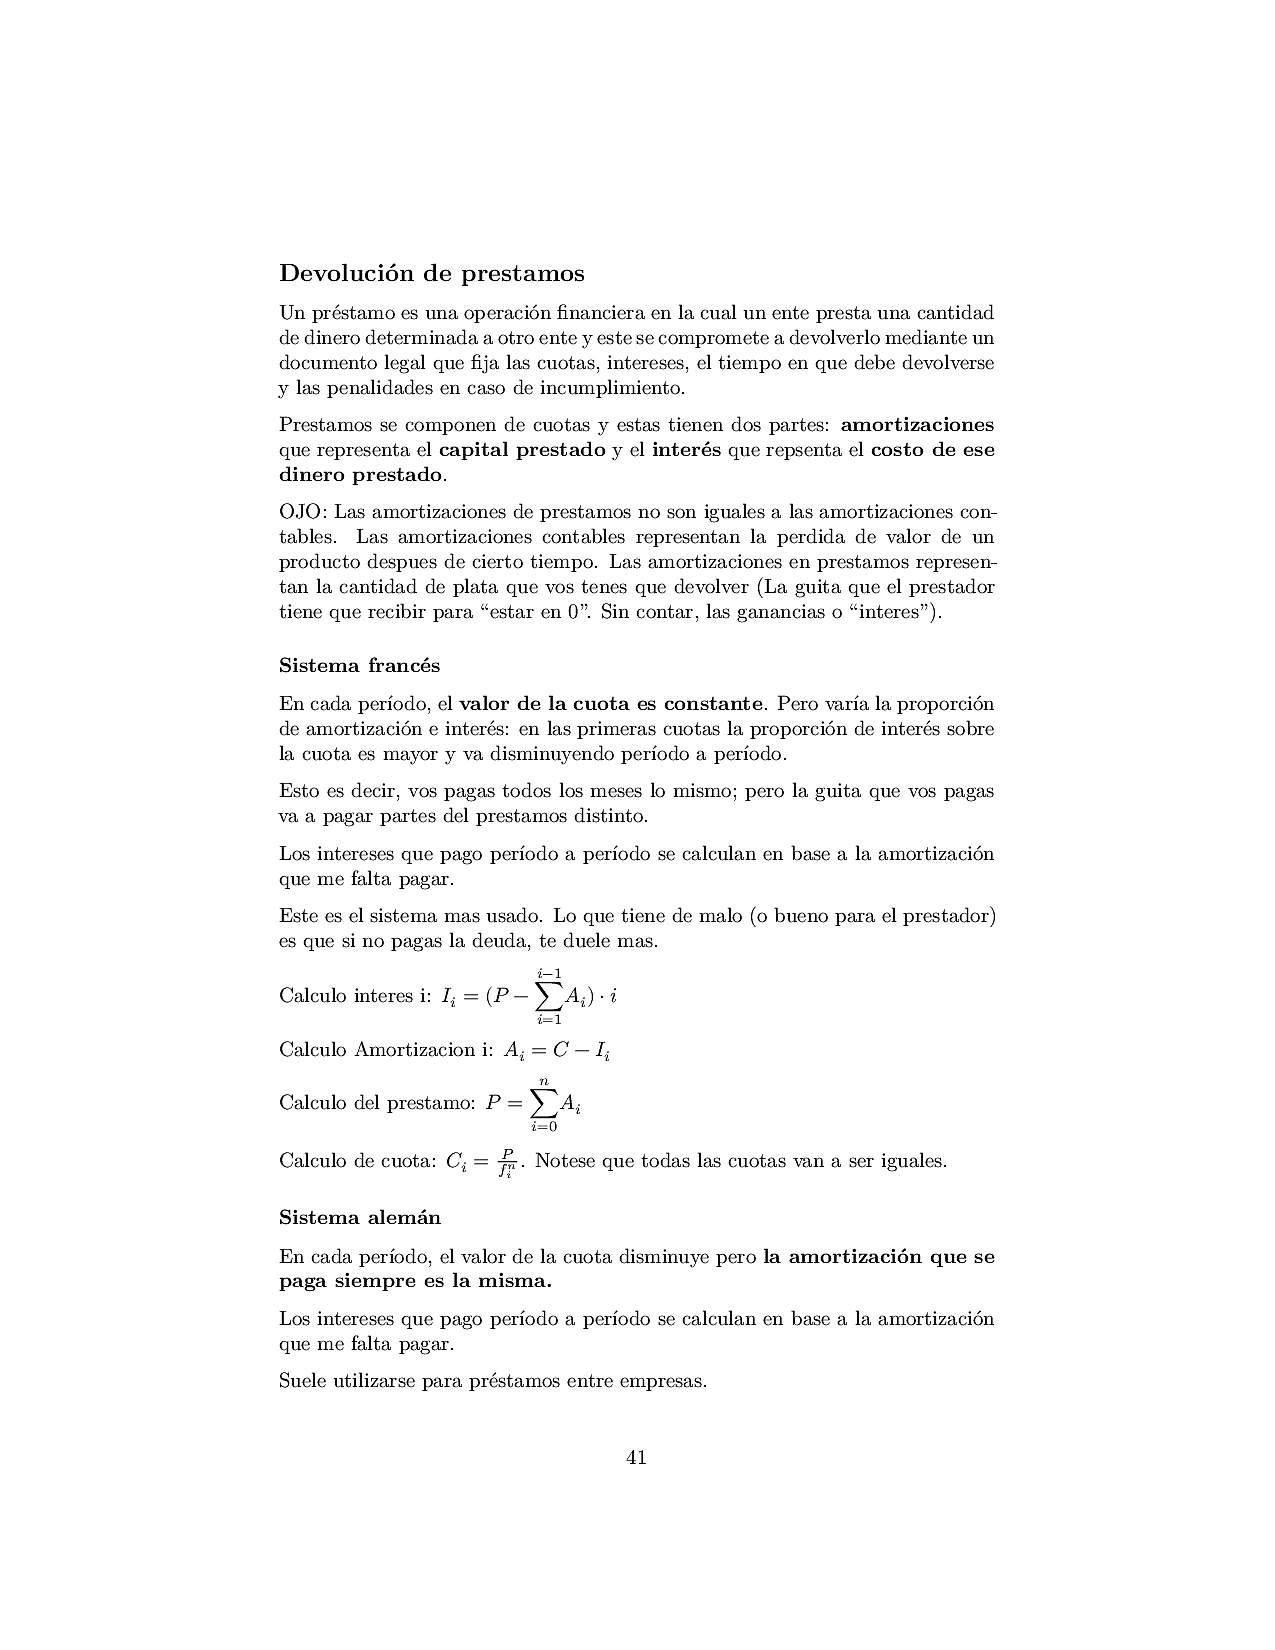 Devolución de prestamos
Un préstamo es una operación financiera en la cual un ente presta una cantidad
de dinero determinada a otro ente y este se compromete a devolverlo mediante un
documento legal que fija las cuotas, intereses, el tiempo en que debe devolverse
y las penalidades en caso de incumplimiento.
Prestamos se componen de cuotas y estas tienen dos partes: amortizaciones
que representa el capital prestado y el interés que repsenta el costo de ese
dinero prestado.
OJO: Las amortizaciones de prestamos no son iguales a las amortizaciones con-
tables. Las amortizaciones contables representan la perdida de valor de un
producto despues de cierto tiempo. Las amortizaciones en prestamos represen-
tan la cantidad de plata que vos tenes que devolver (La guita que el prestador
tiene que recibir para “estar en 0”. Sin contar, las ganancias o “interes”).
Sistema francés
En cada período, el valor de la cuota es constante. Pero varía la proporción
de amortización e interés: en las primeras cuotas la proporción de interés sobre
la cuota es mayor y va disminuyendo período a período.
Esto es decir, vos pagas todos los meses lo mismo; pero la guita que vos pagas
va a pagar partes del prestamos distinto.
Los intereses que pago período a período se calculan en base a la amortización
que me falta pagar.
Este es el sistema mas usado. Lo que tiene de malo (o bueno para el prestador)
es que si no pagas la deuda, te duele mas.
Calculo interes i: $I_i = (P - \sum_{i=1}^{i-1} A_i) \cdot i$
Calculo Amortizacion i: $A_i = C - I_i$
Calculo del prestamo: $P = \sum_{i=0}^{n} A_i$
Calculo de cuota: $C_i = \frac{P}{f_i^n}$. Notese que todas las cuotas van a ser iguales.
Sistema alemán
En cada período, el valor de la cuota disminuye pero la amortización que se
paga siempre es la misma.
Los intereses que pago período a período se calculan en base a la amortización
que me falta pagar.
Suele utilizarse para préstamos entre empresas.
41